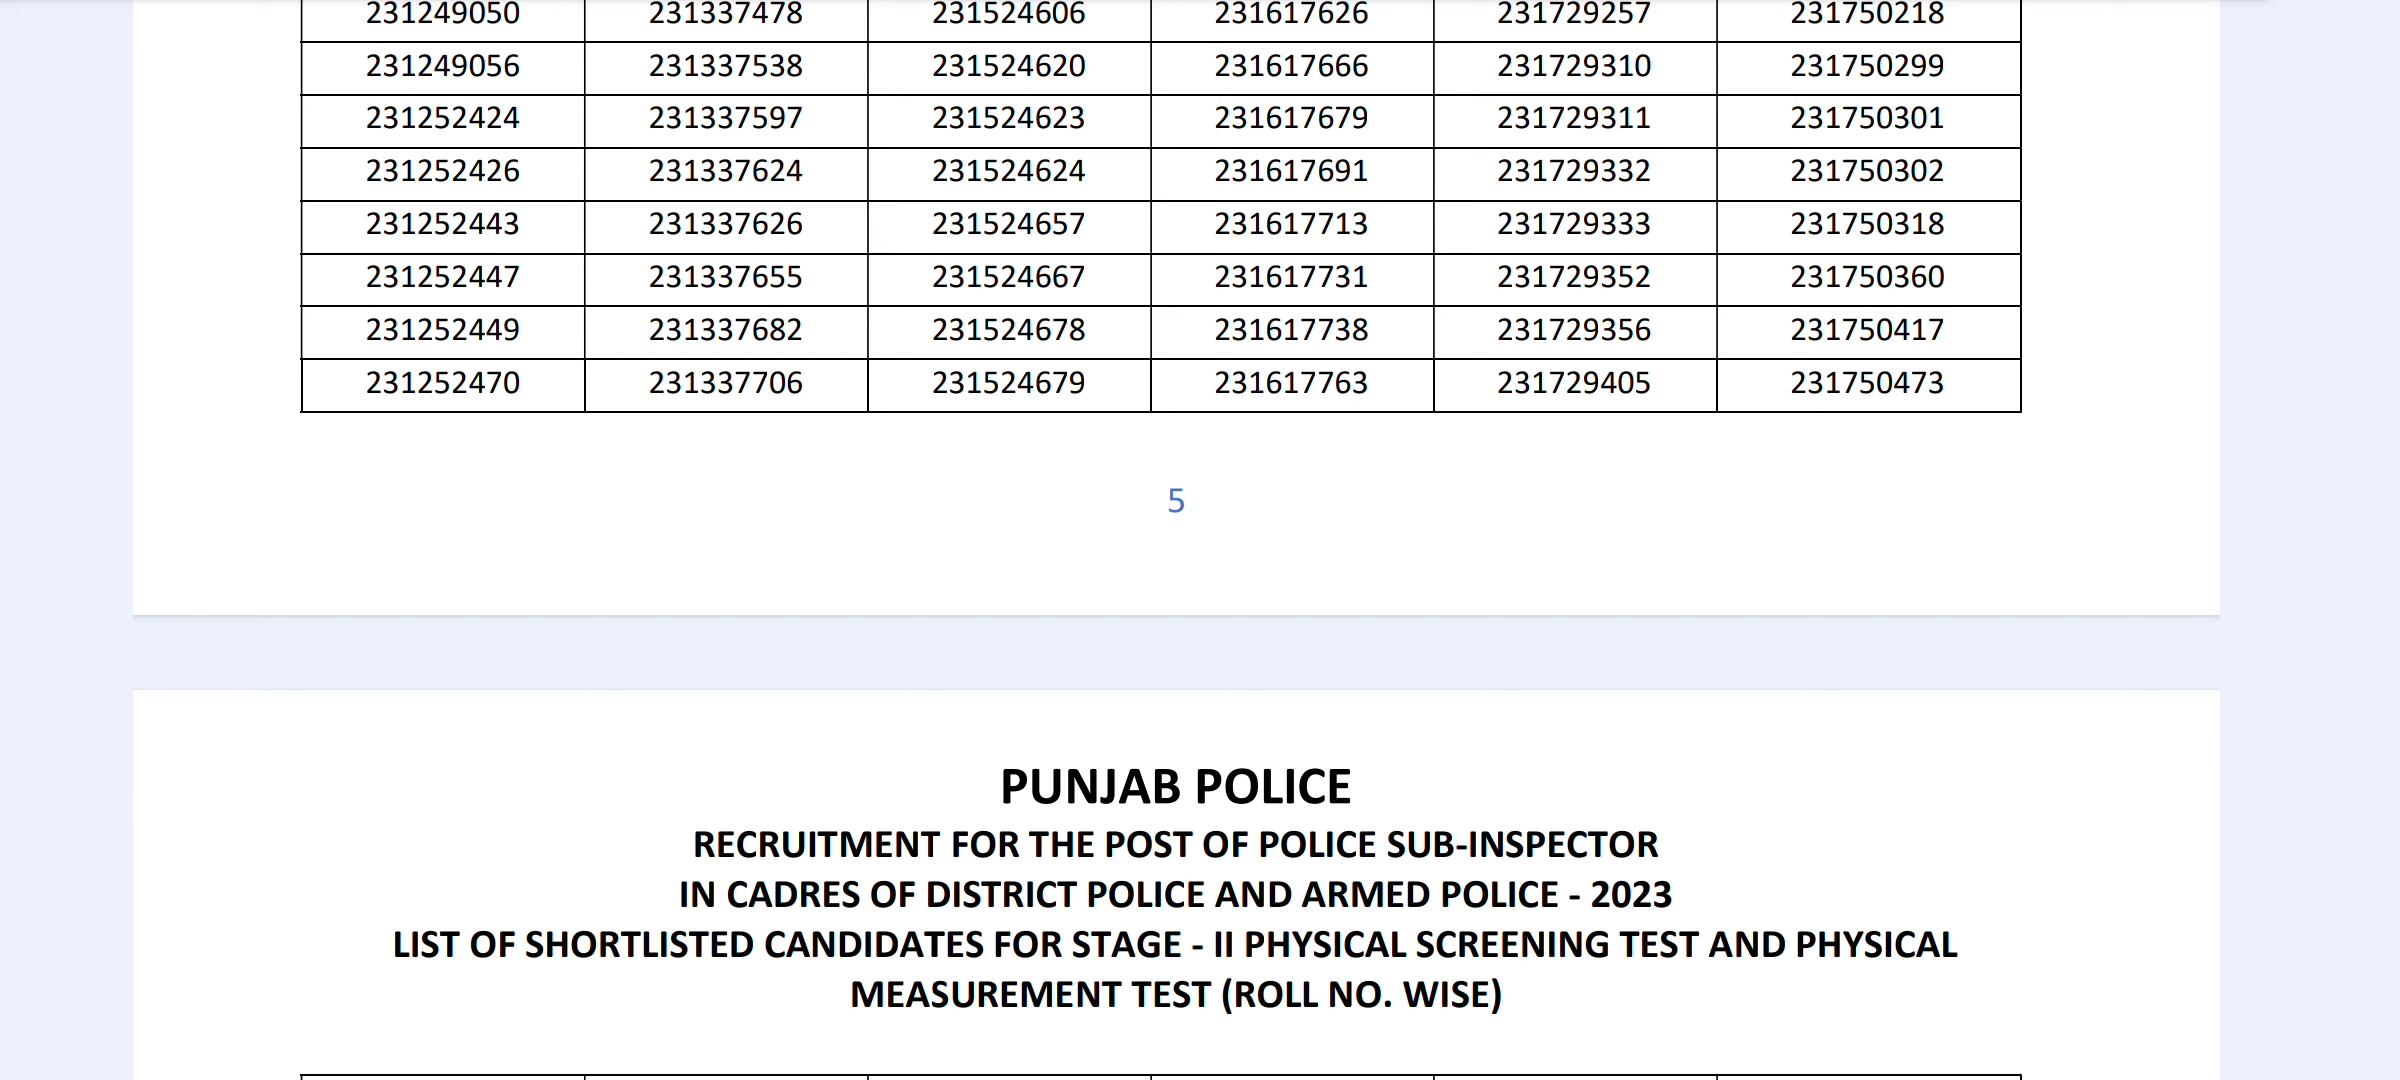 231249050 231337478 231524606 231617626 231729257 231750218
231249056 231337538 231524620 231617666 231729310 231750299
231252424 231337597 231524623 231617679 231729311 231750301
231252426 231337624 231524624 231617691 231729332 231750302
231252443 231337626 231524657 231617713 231729333 231750318
231252447 231337655 231524667 231617731 231729352 231750360
231252449 231337682 231524678 231617738 231729356 231750417
231252470 231337706 231524679 231617763 231729405 231750473
5
PUNJAB POLICE
RECRUITMENT FOR THE POST OF POLICE SUB-INSPECTOR
IN CADRES OF DISTRICT POLICE AND ARMED POLICE - 2023
LIST OF SHORTLISTED CANDIDATES FOR STAGE - II PHYSICAL SCREENING TEST AND PHYSICAL
MEASUREMENT TEST (ROLL NO. WISE)